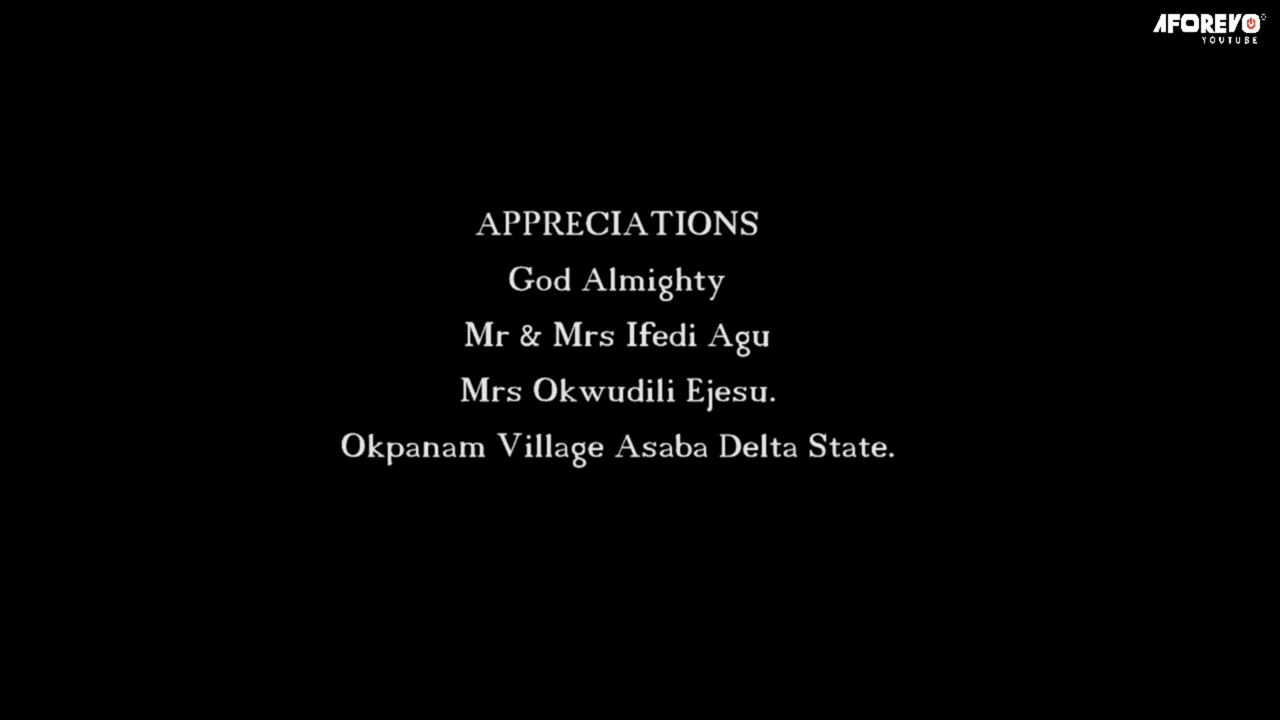 AFOREVO
YOUTUBE
APPRECIATIONS
God Almighty
Mr & Mrs Ifedi Agu
Mrs Okwudili Ejesu.
Okpanam Village Asaba Delta State.